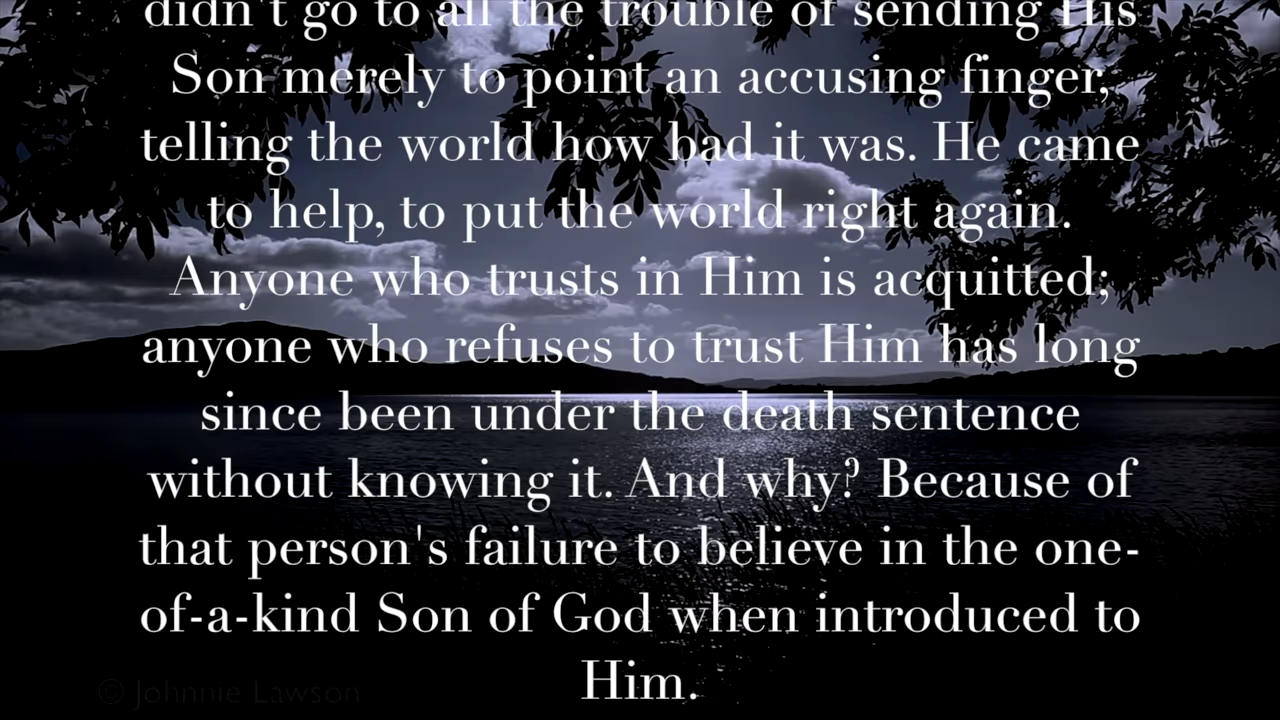 didn't go to all the trouble of sending His
Son merely to point an accusing finger,
telling the world how bad it was. He came
to help, to put the world right again.
Anyone who trusts in Him is acquitted;
anyone who refuses to trust Him has long
since been under the death sentence
without knowing it. And why? Because of
that person's failure to believe in the one-
of-a-kind Son of God when introduced to
Him.
© Johnnie Lawson